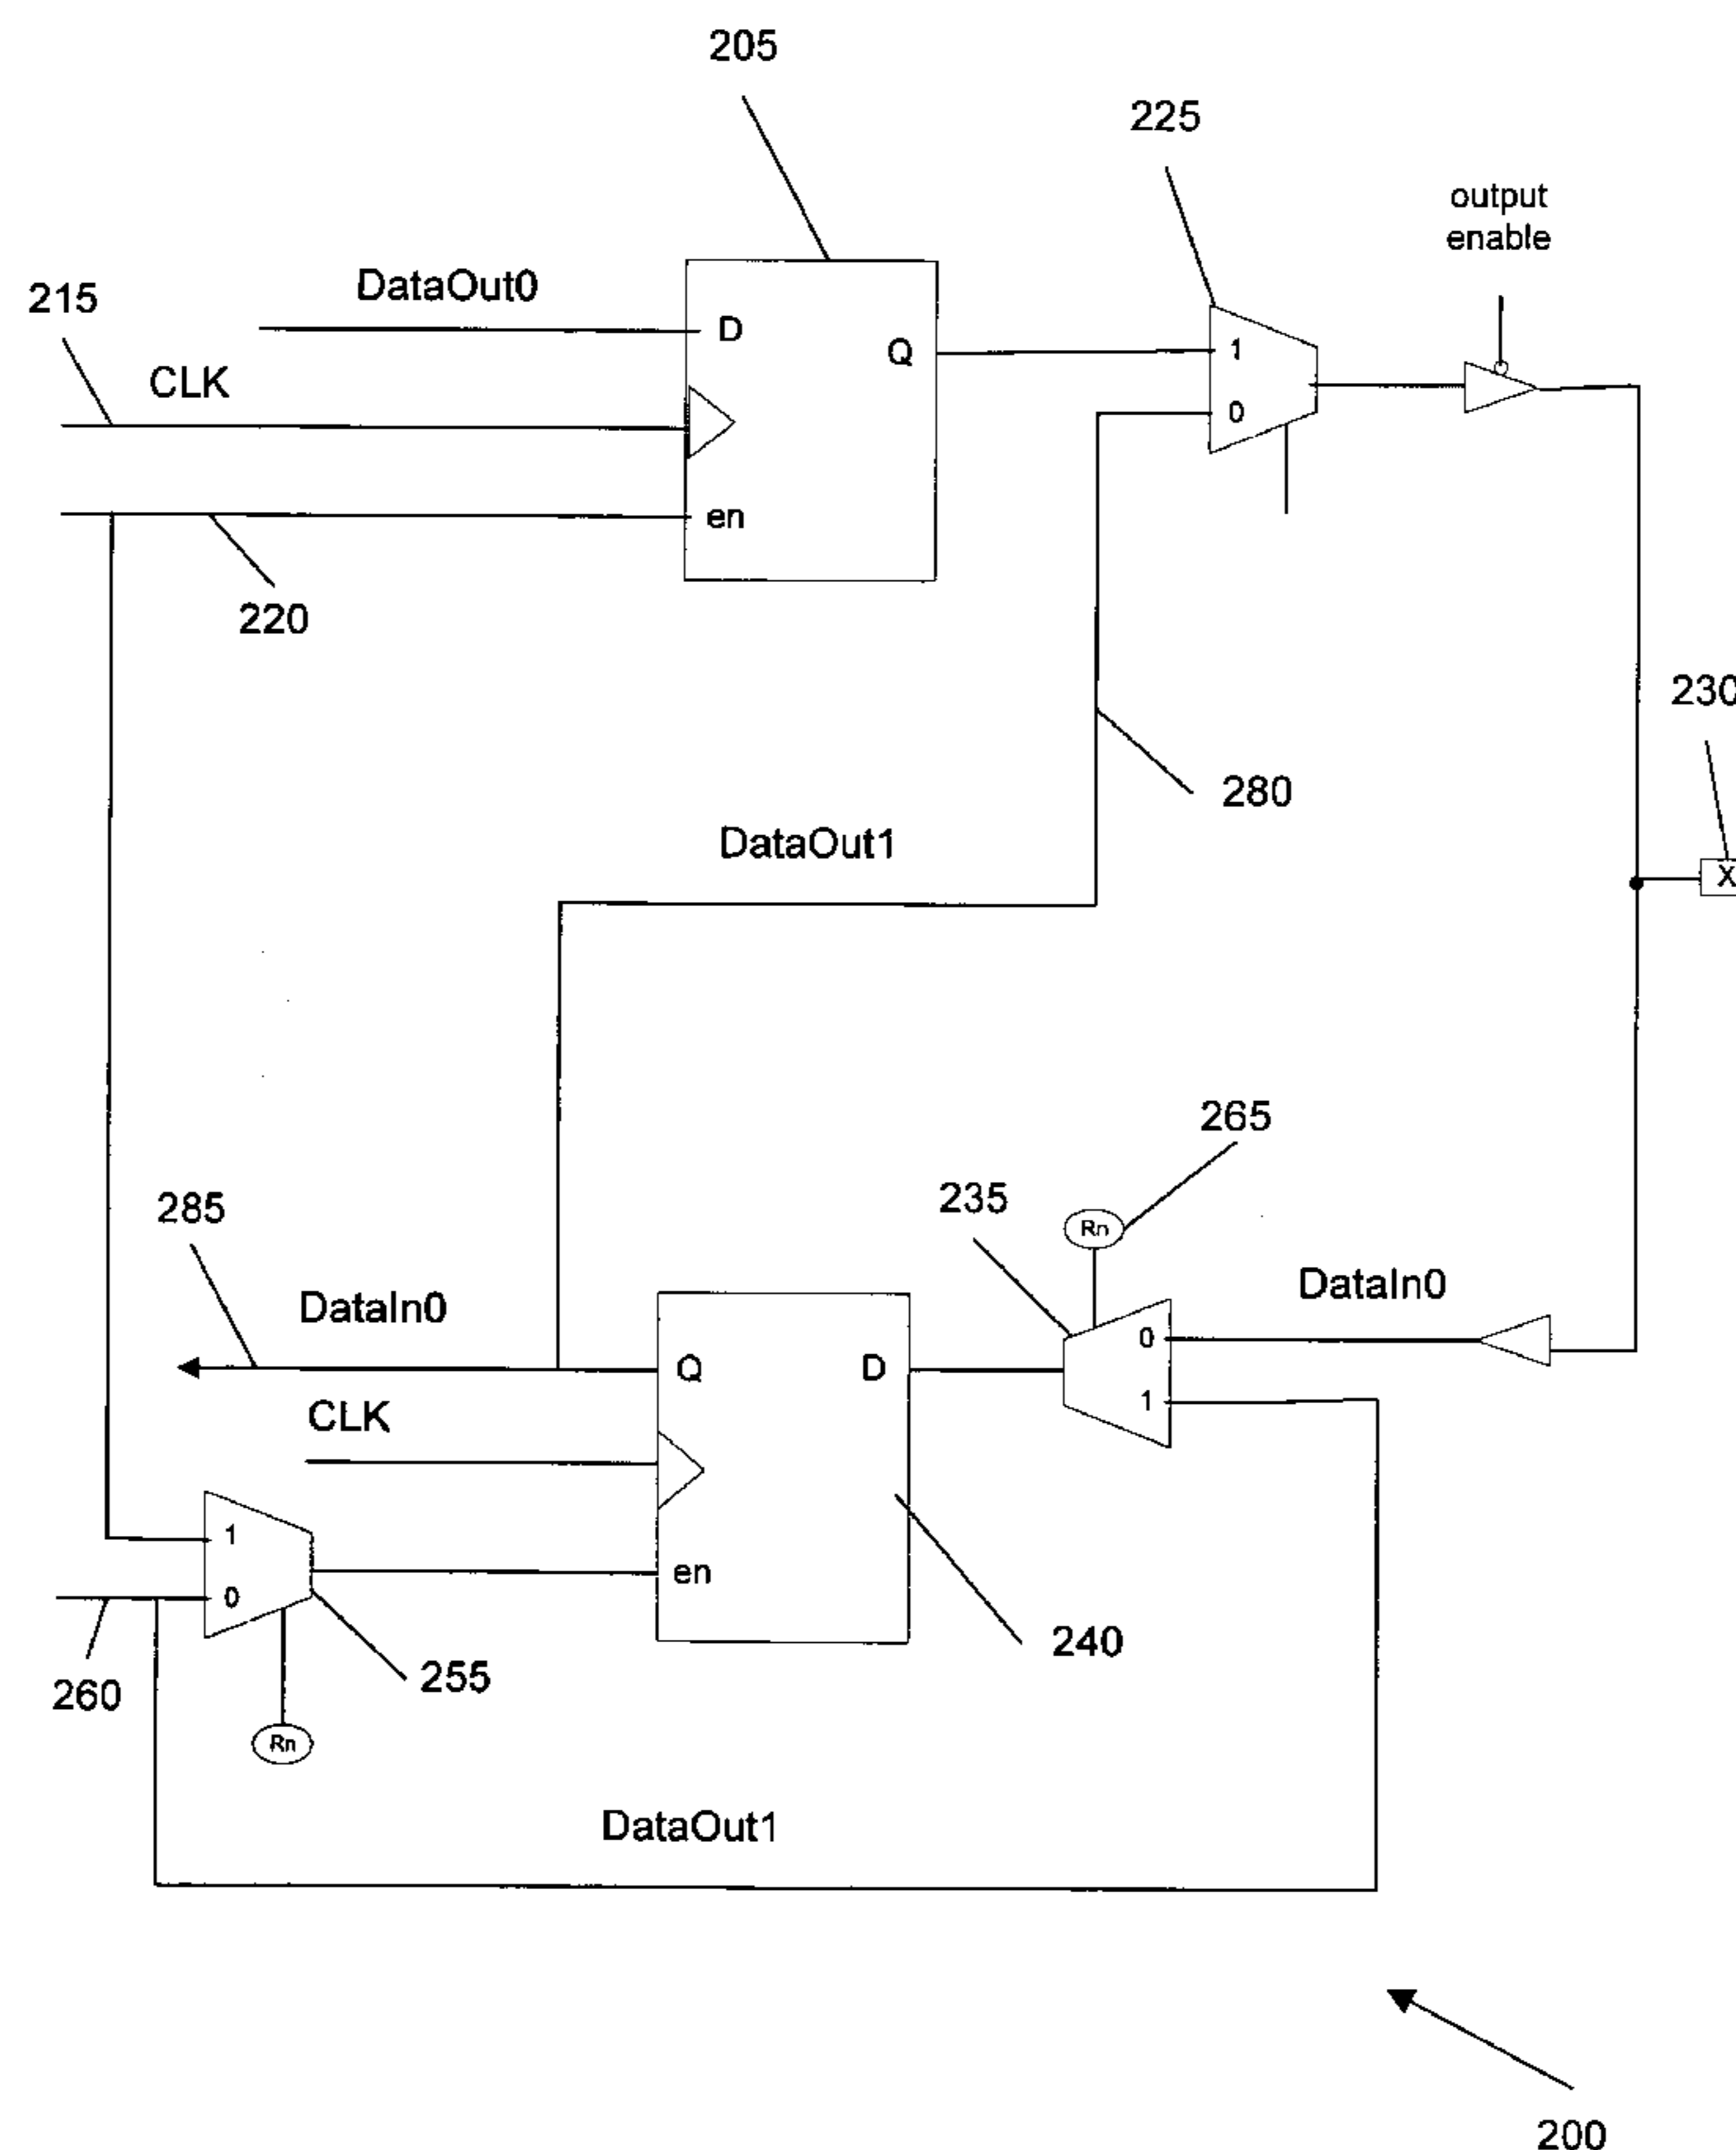 205
225
output
enable
215
DataOut0
D
Q
1
CLK
0
en
220
230
280
DataOut1
X
265
235
Rn
285
DataIn0
DataIn0
0
Q
D
1
CLK
1
en
0
240
255
260
Rn
DataOut1
200